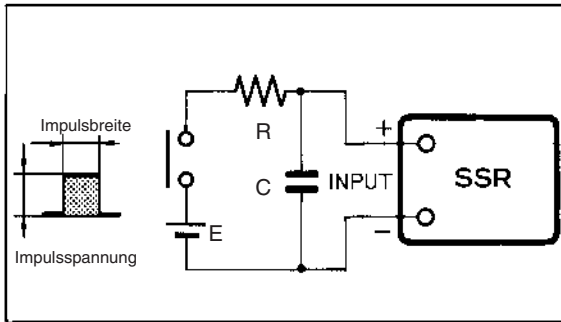 Impulsbreite
R
+
C
INPUT
SSR
E
−
Impulsspannung